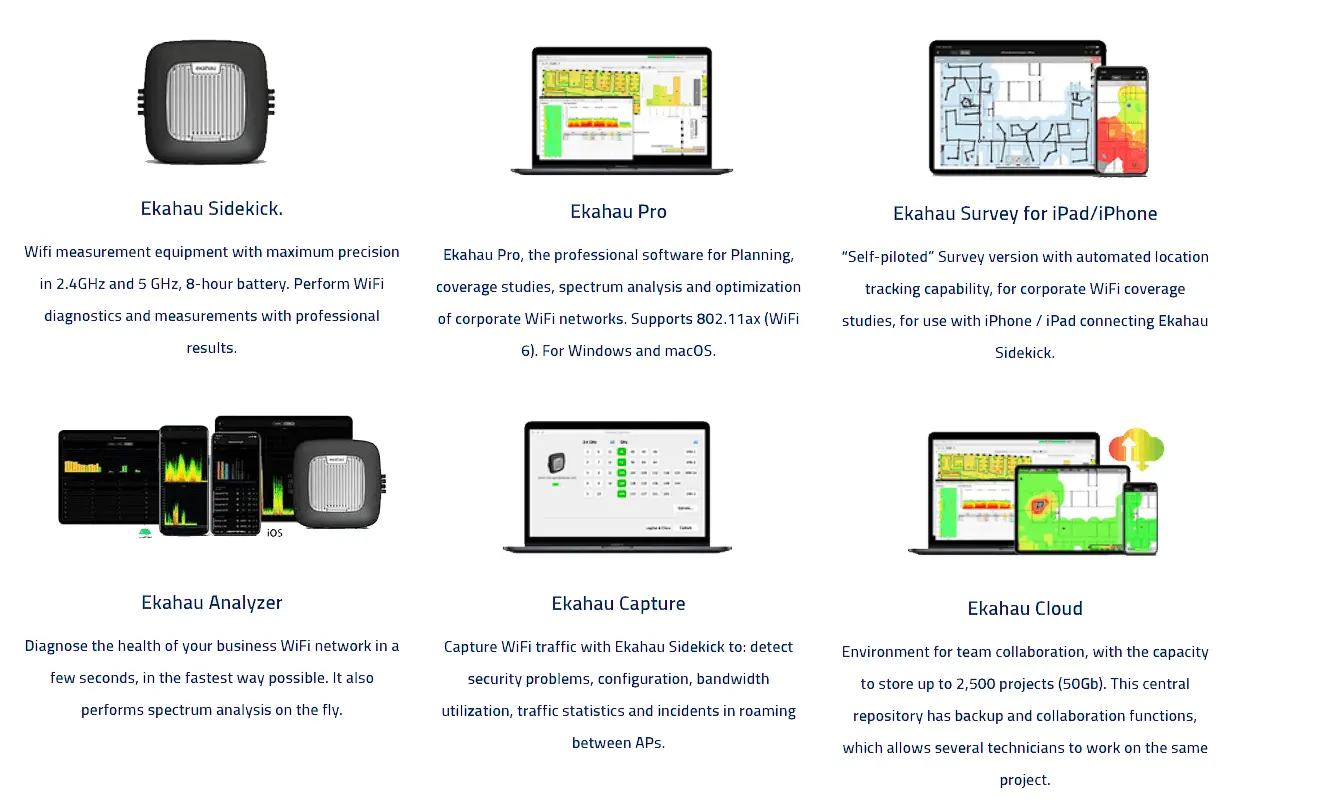 ekahau
Ekahau Sidekick.
Wifi measurement equipment with maximum precision
in 2.4GHz and 5 GHz, 8-hour battery. Perform WiFi
diagnostics and measurements with professional
results.
Ekahau Pro
Ekahau Pro, the professional software for Planning,
coverage studies, spectrum analysis and optimization
of corporate WiFi networks. Supports 802.11ax (WiFi
6). For Windows and macOS.
Ekahau Survey for iPad/iPhone
“Self-piloted” Survey version with automated location
tracking capability, for corporate WiFi coverage
studies, for use with iPhone / iPad connecting Ekahau
Sidekick.
ekahau
iOS
Ekahau Analyzer
Diagnose the health of your business WiFi network in a
few seconds, in the fastest way possible. It also
performs spectrum analysis on the fly.
Ekahau Capture
Capture WiFi traffic with Ekahau Sidekick to: detect
security problems, configuration, bandwidth
utilization, traffic statistics and incidents in roaming
between APs.
Ekahau Cloud
Environment for team collaboration, with the capacity
to store up to 2,500 projects (50Gb). This central
repository has backup and collaboration functions,
which allows several technicians to work on the same
project.